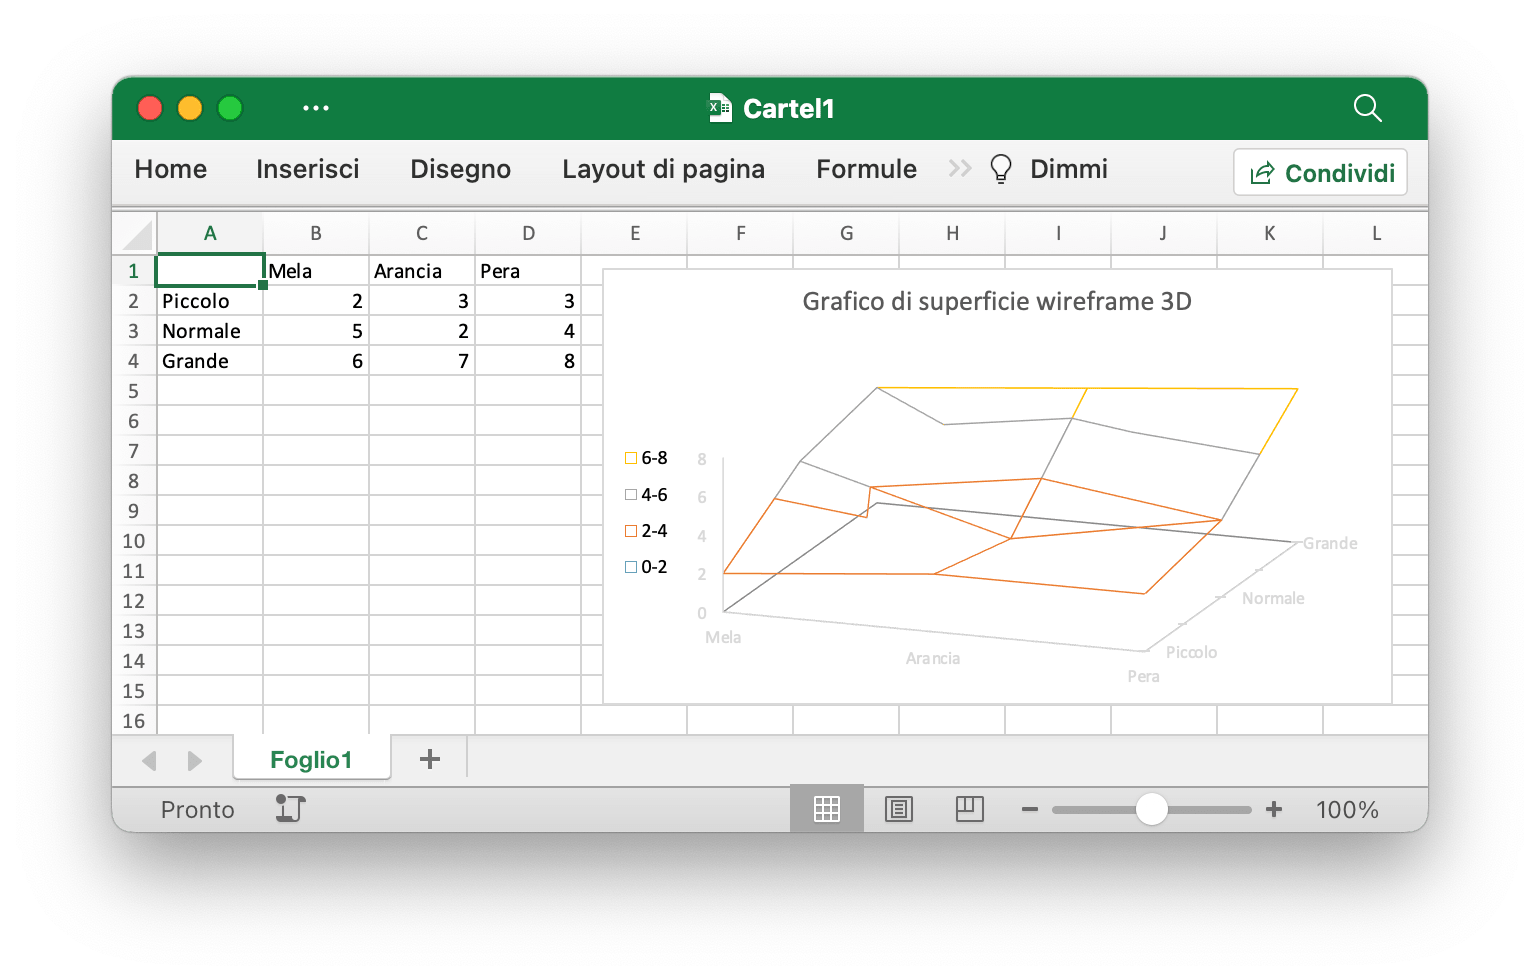 Cartel1
Home Inserisci Disegno Layout di pagina Formule Dimmi Condividi
A B C D E F G H I J K L
1 Mela Arancia Pera
2 Piccolo 2 3 3
3 Normale 5 2 4
4 Grande 6 7 8
5
6
7
8
9
10
11
12
13
14
15
16
Grafico di superficie wireframe 3D
6-8
4-6
2-4
0-2
8
6
4
2
0
Mela
Arancia
Pera
Piccolo
Normale
Grande
Foglio1
Pronto 100%